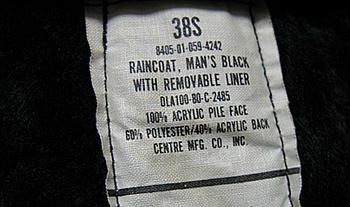 38S
8405-01-059-4242
RAINCOAT, MAN'S BLACK
WITH REMOVABLE LINER
DLA100-80-C-2485
100% ACRYLIC PILE FACE
60% POLYESTER/40% ACRYLIC BACK
CENTRE MFG. CO., INC.